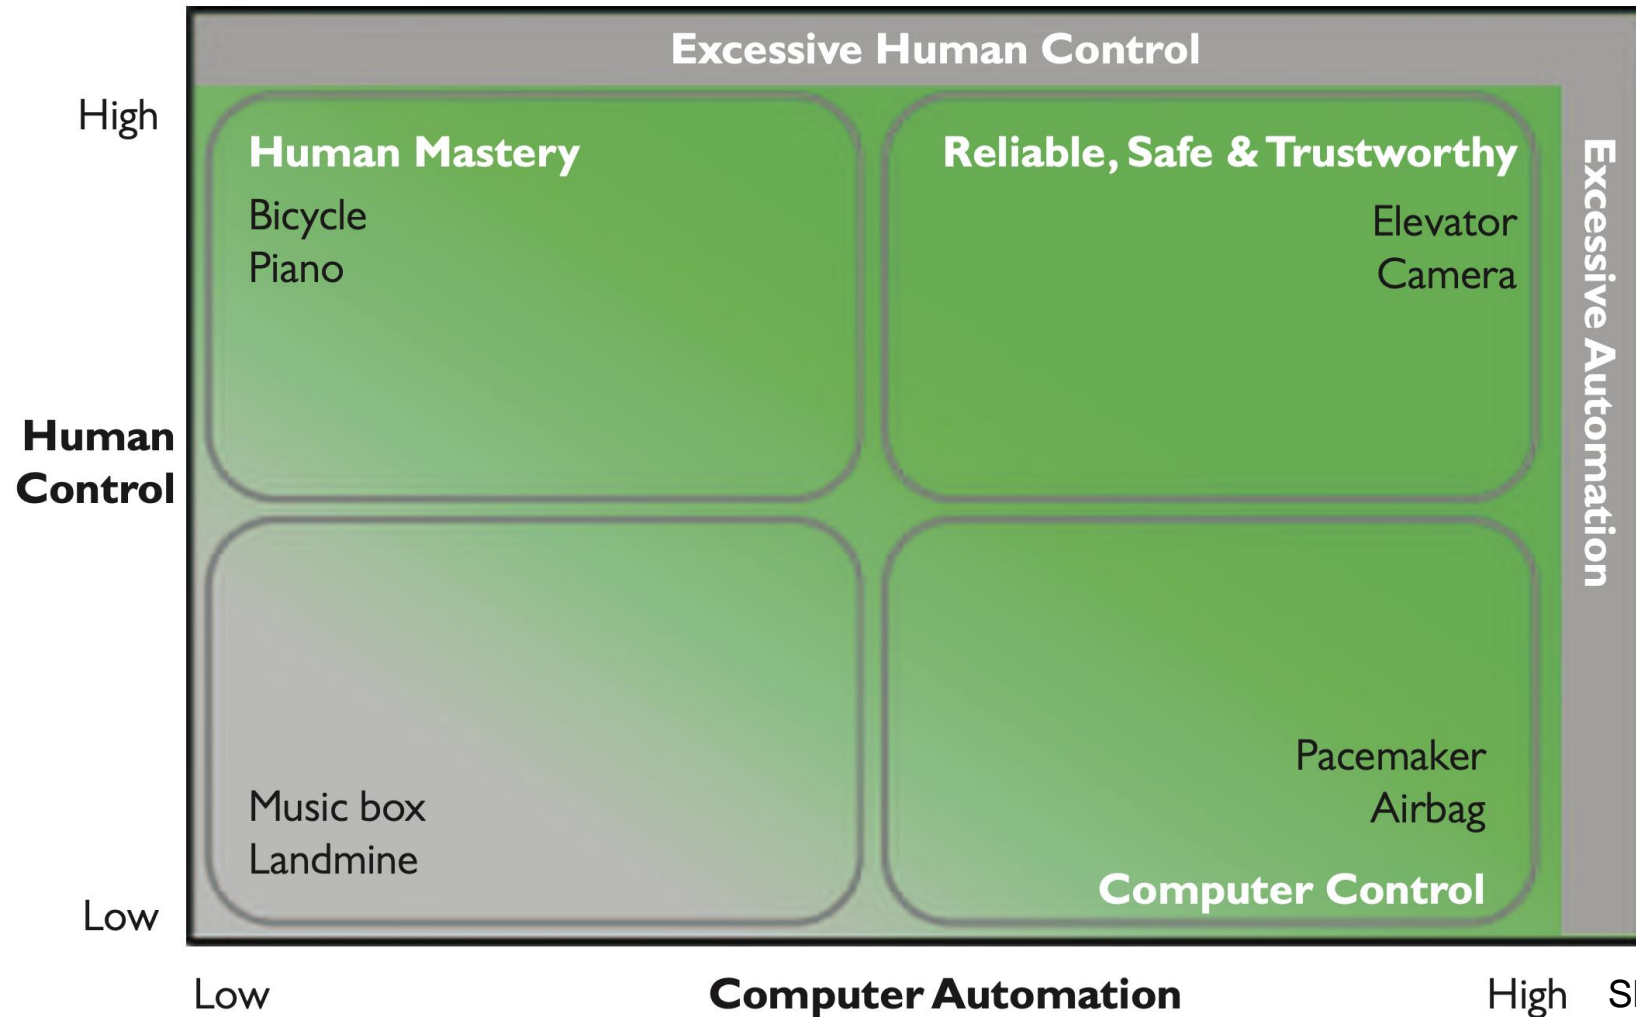 Excessive Human Control
High
Human Mastery
Bicycle
Piano
Reliable, Safe & Trustworthy
Elevator
Camera
Excessive Automation
Human
Control
Music box
Landmine
Pacemaker
Airbag
Computer Control
Low
Low
Computer Automation
High